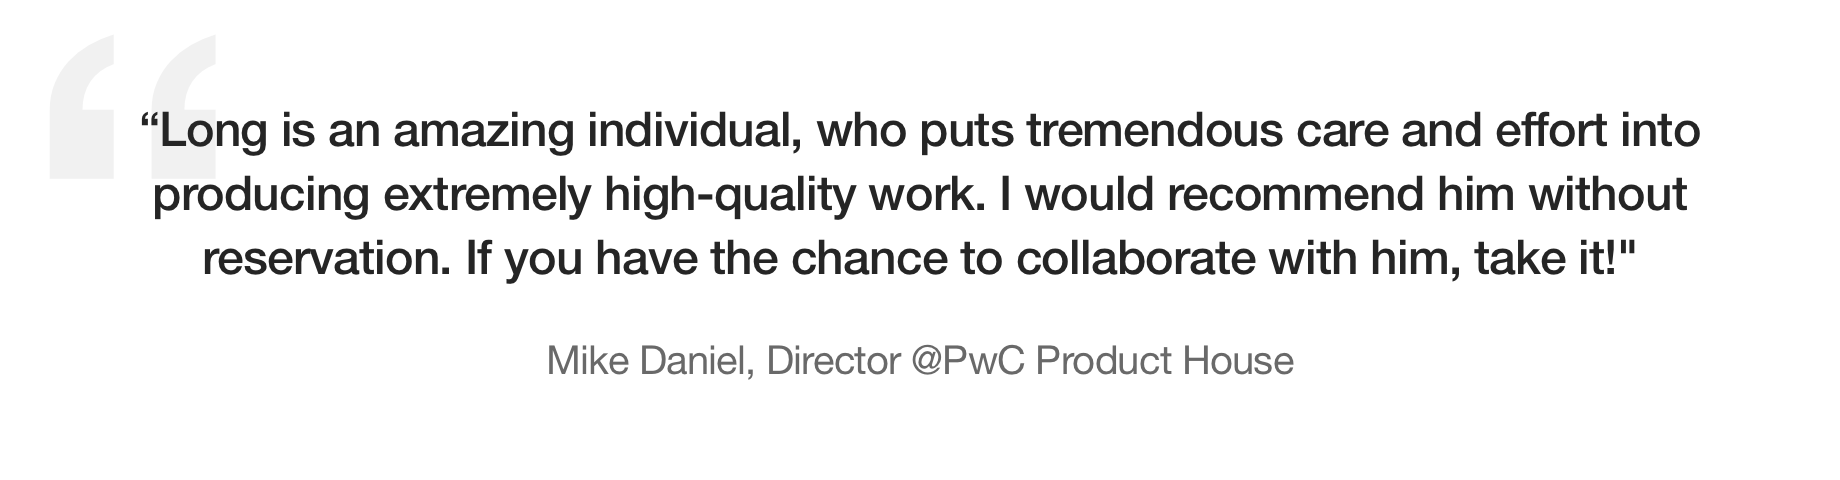 “Long is an amazing individual, who puts tremendous care and effort into
producing extremely high-quality work. I would recommend him without
reservation. If you have the chance to collaborate with him, take it!"
Mike Daniel, Director @PwC Product House